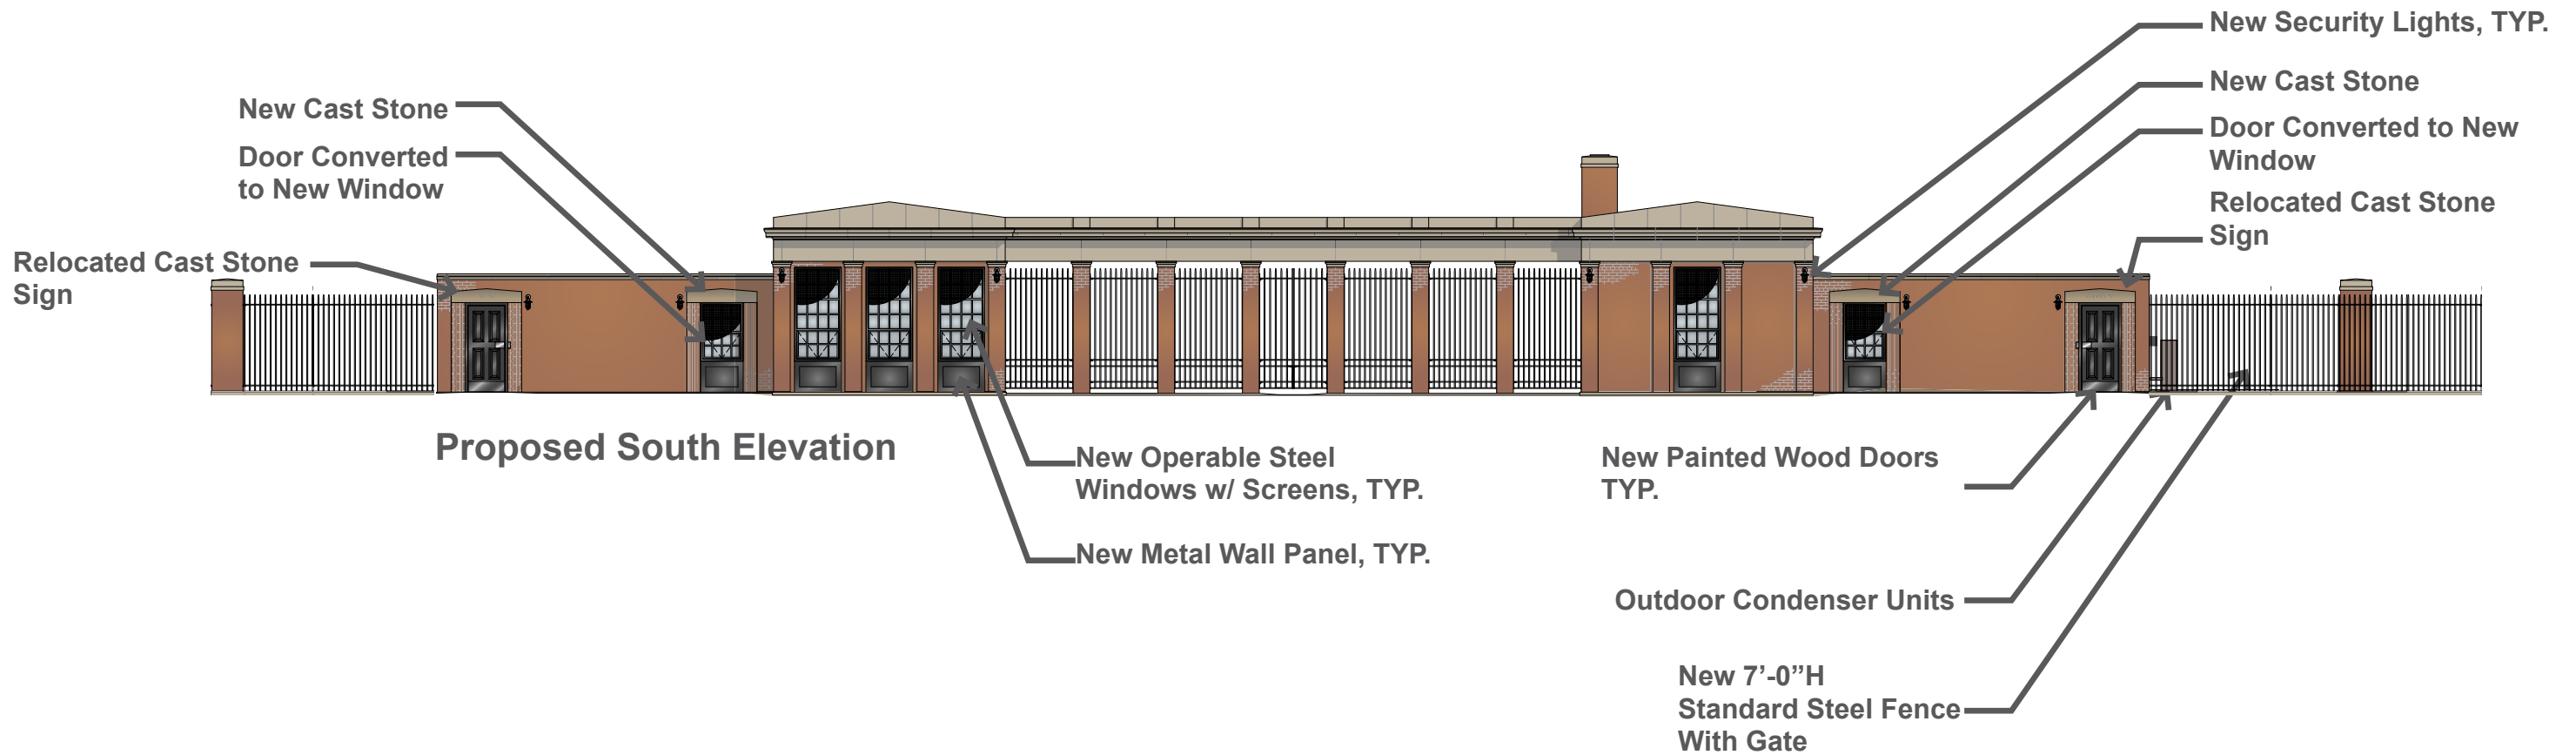 New Security Lights, TYP.
New Cast Stone
New Cast Stone
Door Converted to New
Window
Door Converted
to New Window
Relocated Cast Stone
Sign
Relocated Cast Stone
Sign
Proposed South Elevation
New Operable Steel
Windows w/ Screens, TYP.
New Painted Wood Doors
TYP.
New Metal Wall Panel, TYP.
Outdoor Condenser Units
New 7’-0”H
Standard Steel Fence
With Gate